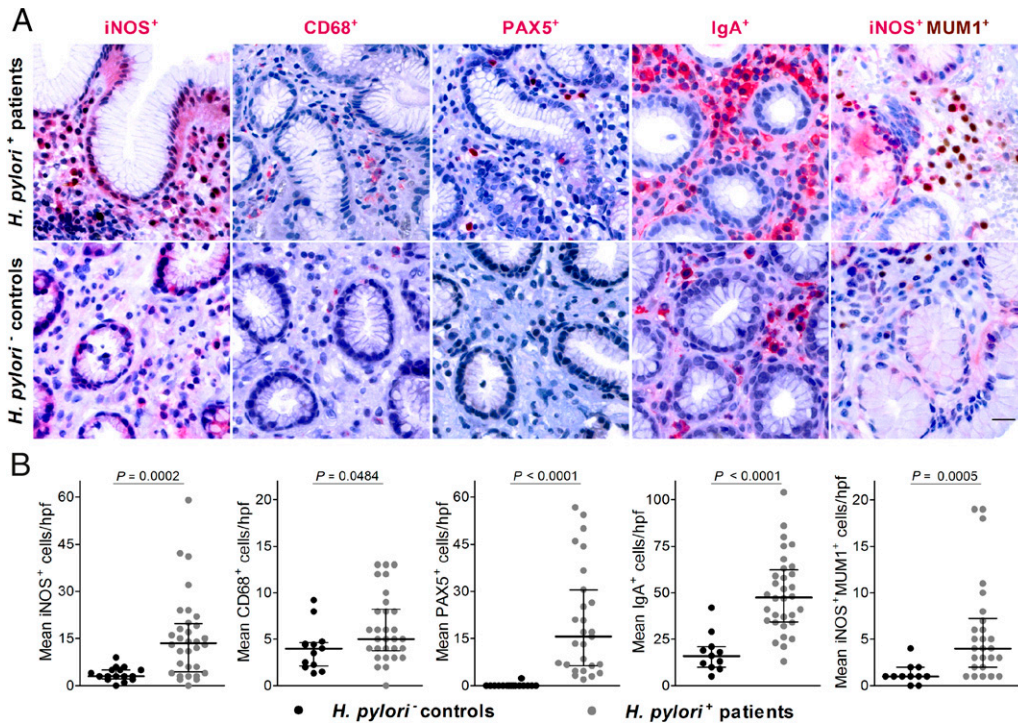 A
iNOS⁺
CD68⁺
PAX5⁺
IgA⁺
iNOS⁺ MUM1⁺
H. pylori⁺ patients
H. pylori⁻ controls
B
P = 0.0002
P = 0.0484
P < 0.0001
P < 0.0001
P = 0.0005
Mean iNOS⁺ cells/hpf
60
45
30
15
0
Mean CD68⁺ cells/hpf
20
15
10
5
0
Mean PAX5⁺ cells/hpf
60
45
30
15
0
Mean IgA⁺ cells/hpf
100
75
50
25
0
Mean iNOS⁺MUM1⁺ cells/hpf
20
15
10
5
0
H. pylori⁻ controls
H. pylori⁺ patients